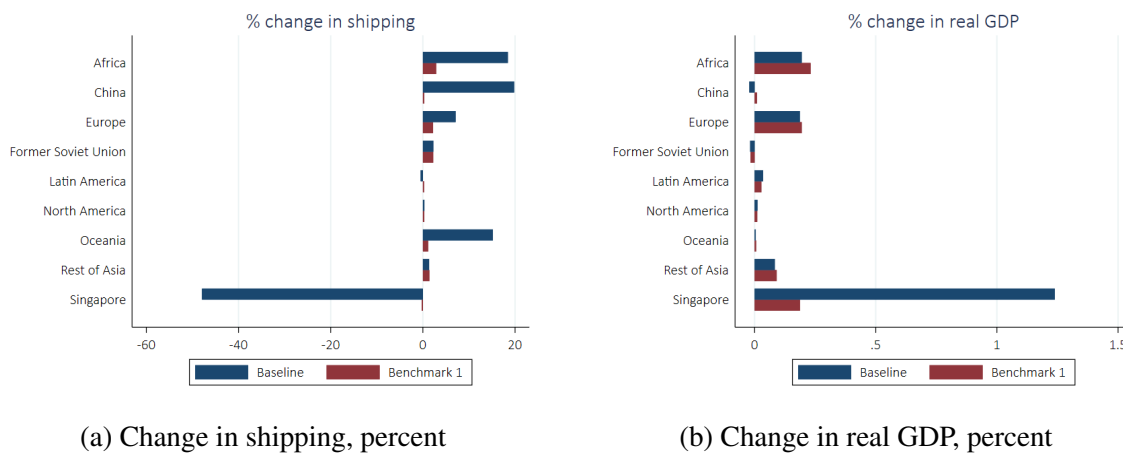 % change in shipping
Africa
China
Europe
Former Soviet Union
Latin America
North America
Oceania
Rest of Asia
Singapore
-60 -40 -20 0 20
Baseline Benchmark 1
(a) Change in shipping, percent
% change in real GDP
Africa
China
Europe
Former Soviet Union
Latin America
North America
Oceania
Rest of Asia
Singapore
0 .5 1 1.5
Baseline Benchmark 1
(b) Change in real GDP, percent